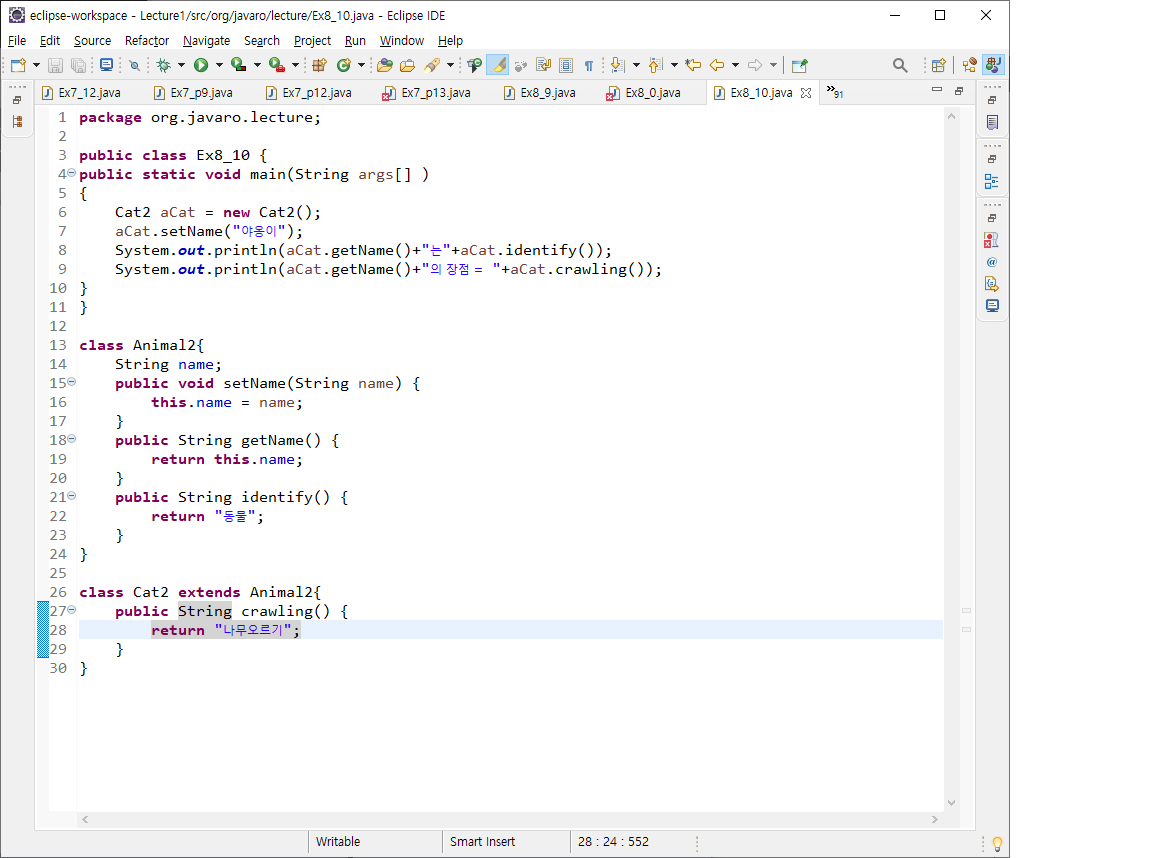 eclipse-workspace - Lecture1/src/org/javaro/lecture/Ex8_10.java - Eclipse IDE
File Edit Source Refactor Navigate Search Project Run Window Help
Ex7_12.java Ex7_p9.java Ex7_p12.java Ex7_p13.java Ex8_9.java Ex8_0.java Ex8_10.java »91
1 package org.javaro.lecture;
2
3 public class Ex8_10 {
4 public static void main(String args[] )
5 {
6 Cat2 aCat = new Cat2();
7 aCat.setName("야옹이");
8 System.out.println(aCat.getName()+"는"+aCat.identify());
9 System.out.println(aCat.getName()+"의 장점 = "+aCat.crawling());
10 }
11 }
12
13 class Animal2{
14 String name;
15 public void setName(String name) {
16 this.name = name;
17 }
18 public String getName() {
19 return this.name;
20 }
21 public String identify() {
22 return "동물";
23 }
24 }
25
26 class Cat2 extends Animal2{
27 public String crawling() {
28 return "나무오르기";
29 }
30 }
Writable Smart Insert 28 : 24 : 552